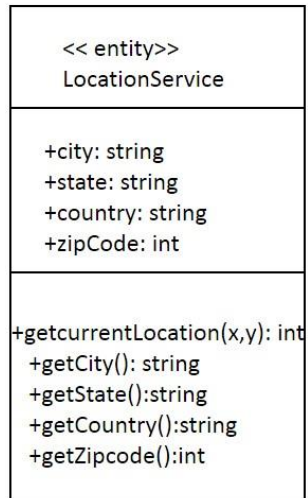 << entity>>
LocationService
+city: string
+state: string
+country: string
+zipCode: int
+getcurrentLocation(x,y): int
+getCity(): string
+getState():string
+getCountry():string
+getZipcode():int